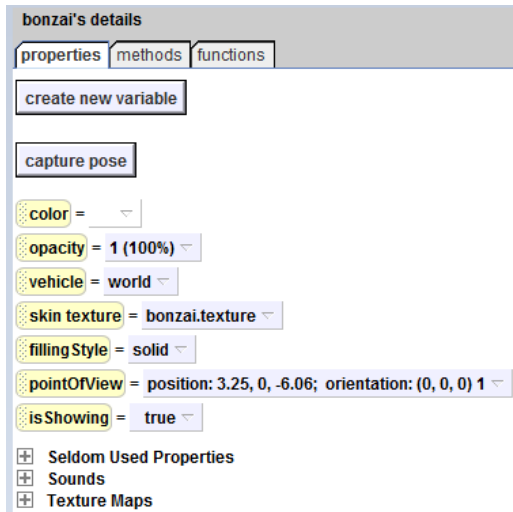 bonzai's details
properties methods functions
create new variable
capture pose
color =
opacity = 1 (100%)
vehicle = world
skin texture = bonzai.texture
fillingStyle = solid
pointOfView = position: 3.25, 0, -6.06; orientation: (0, 0, 0) 1
isShowing = true
Seldom Used Properties
Sounds
Texture Maps